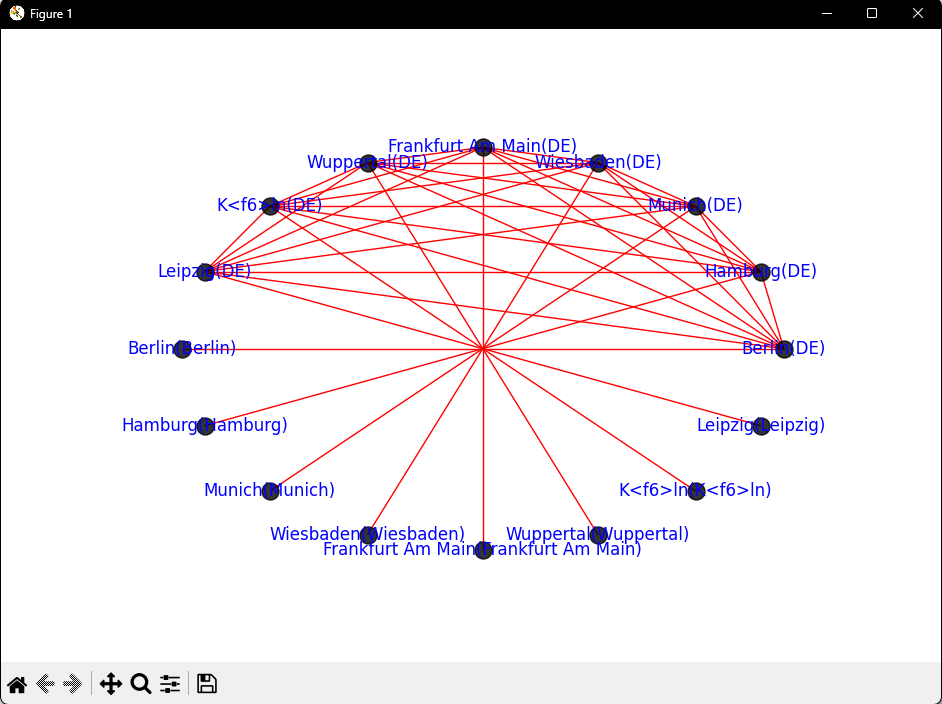 Figure 1
Frankfurt Am Main(DE)
Wuppertal(DE)
Wiesbaden(DE)
K<f6>ln(DE)
Munich(DE)
Leipzig(DE)
Hamburg(DE)
Berlin(Berlin)
Berlin(DE)
Hamburg(Hamburg)
Leipzig(Leipzig)
Munich(Munich)
K<f6>ln(K<f6>ln)
Wiesbaden(Wiesbaden)
Wuppertal(Wuppertal)
Frankfurt Am Main(Frankfurt Am Main)